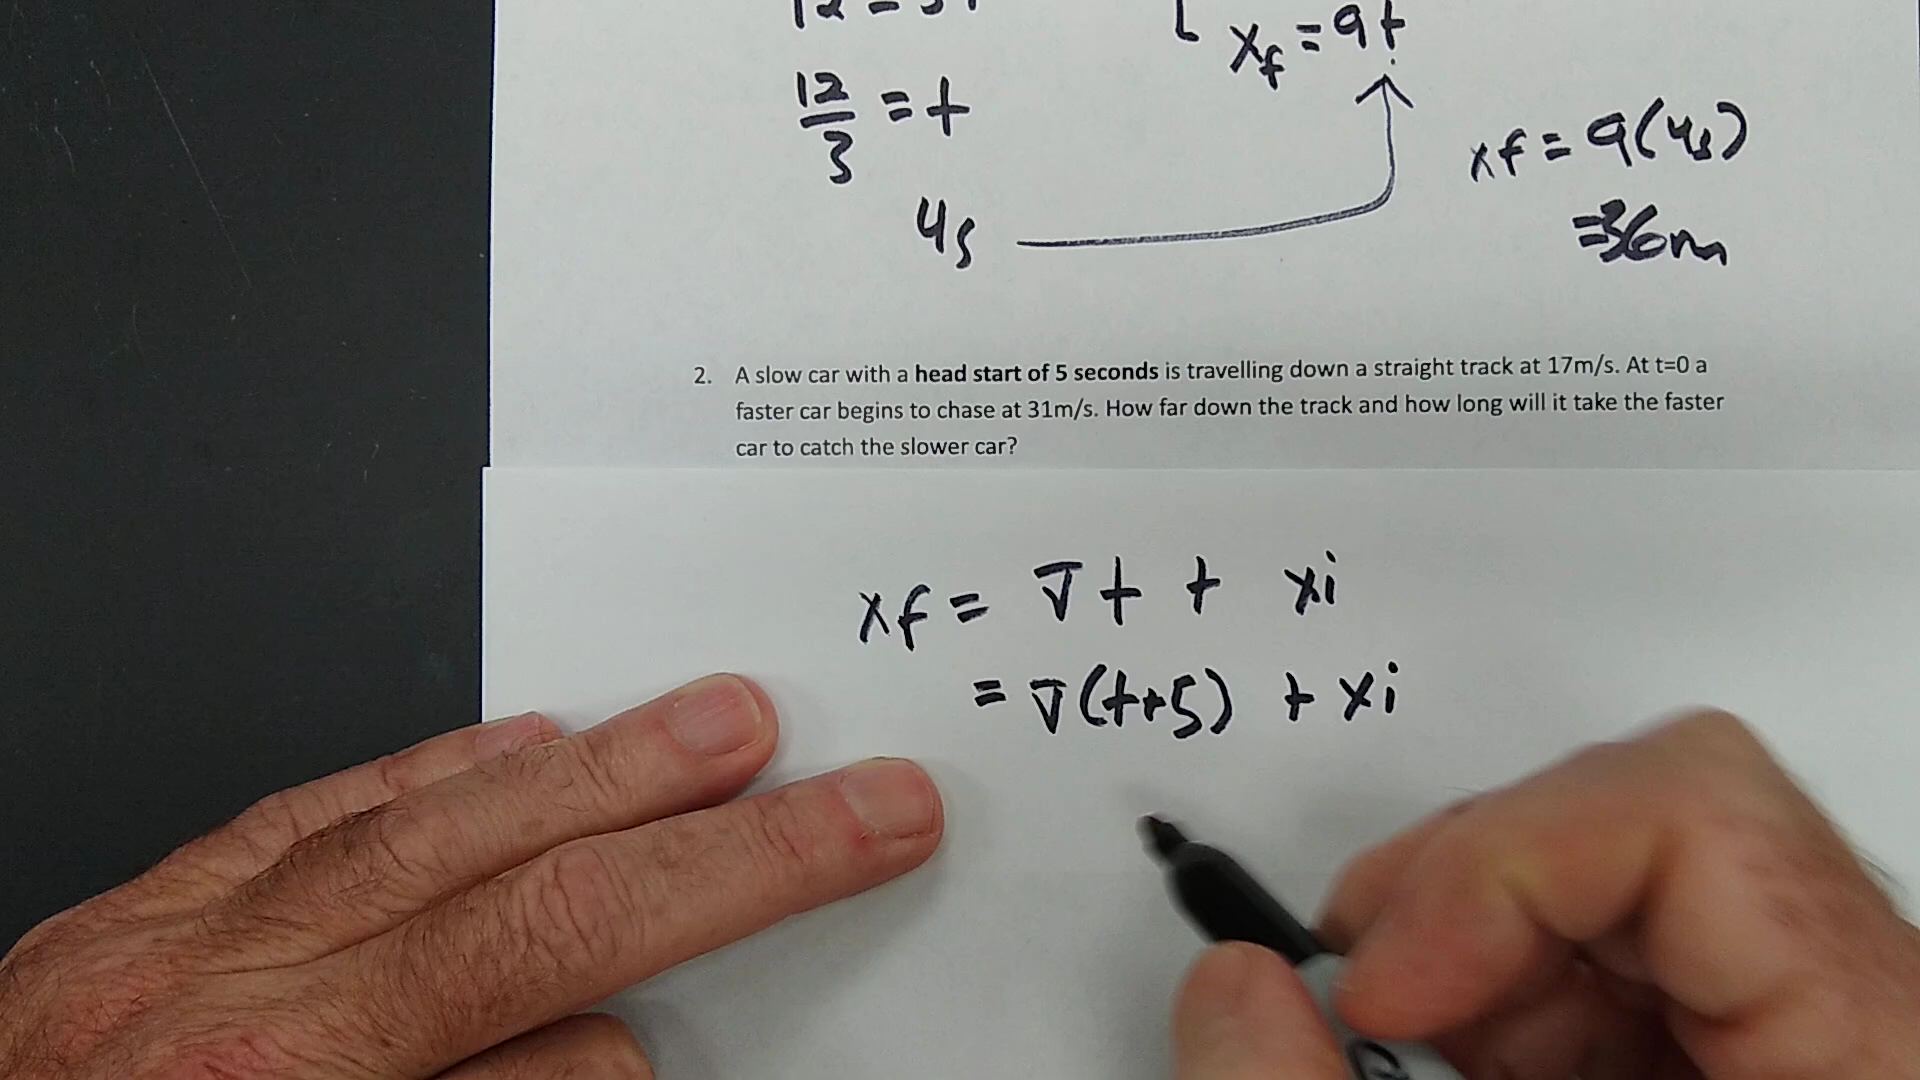 xf = 9t
12/3 = t
xf = 9(4s)
4s
=36m
2. A slow car with a head start of 5 seconds is travelling down a straight track at 17m/s. At t=0 a
faster car begins to chase at 31m/s. How far down the track and how long will it take the faster
car to catch the slower car?
xf = v̅t + xi
= v̅(t+5) + xi